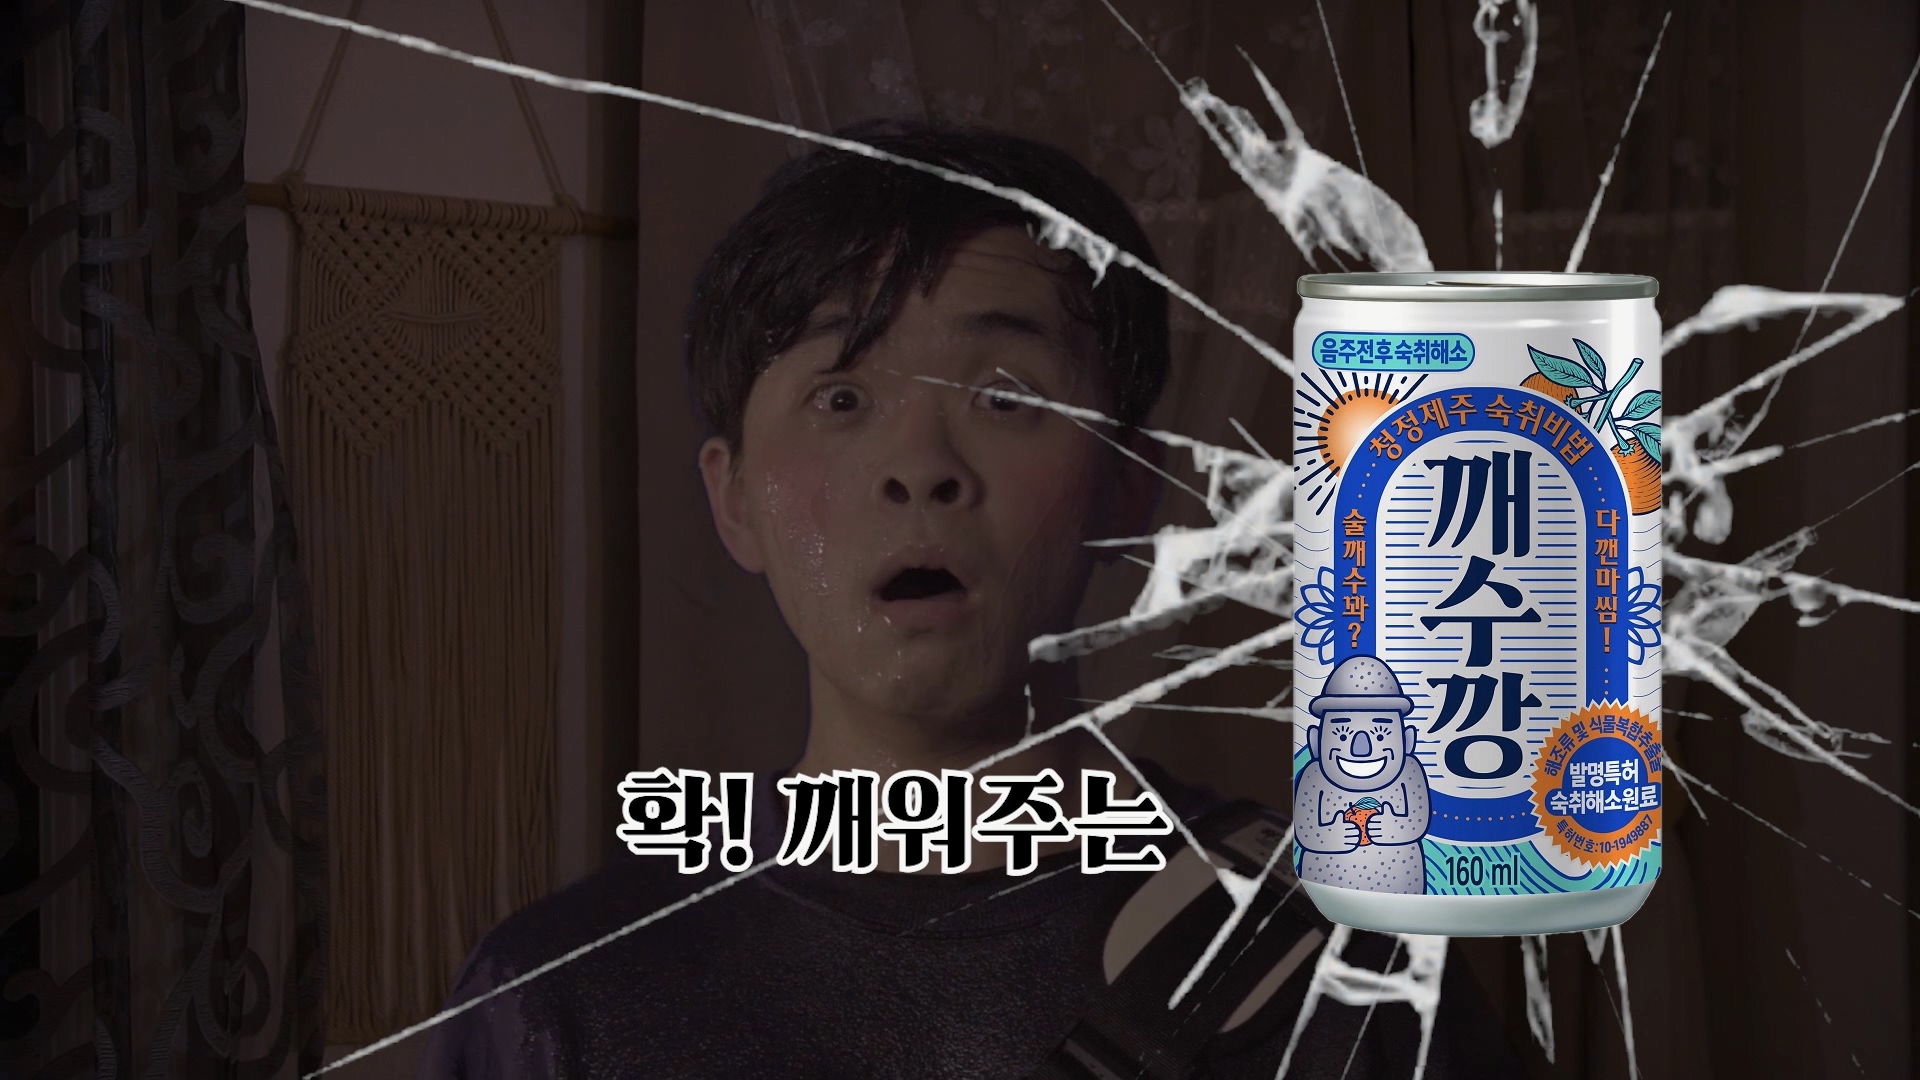 음주전후숙취해소
청정제주 숙취비법
술깨수꽈?
깨수깡
다깬마씸!
해조류 및 식물복합추출물
발명특허
숙취해소원료
특허번호:10-1949887
160 ml
확! 깨워주는